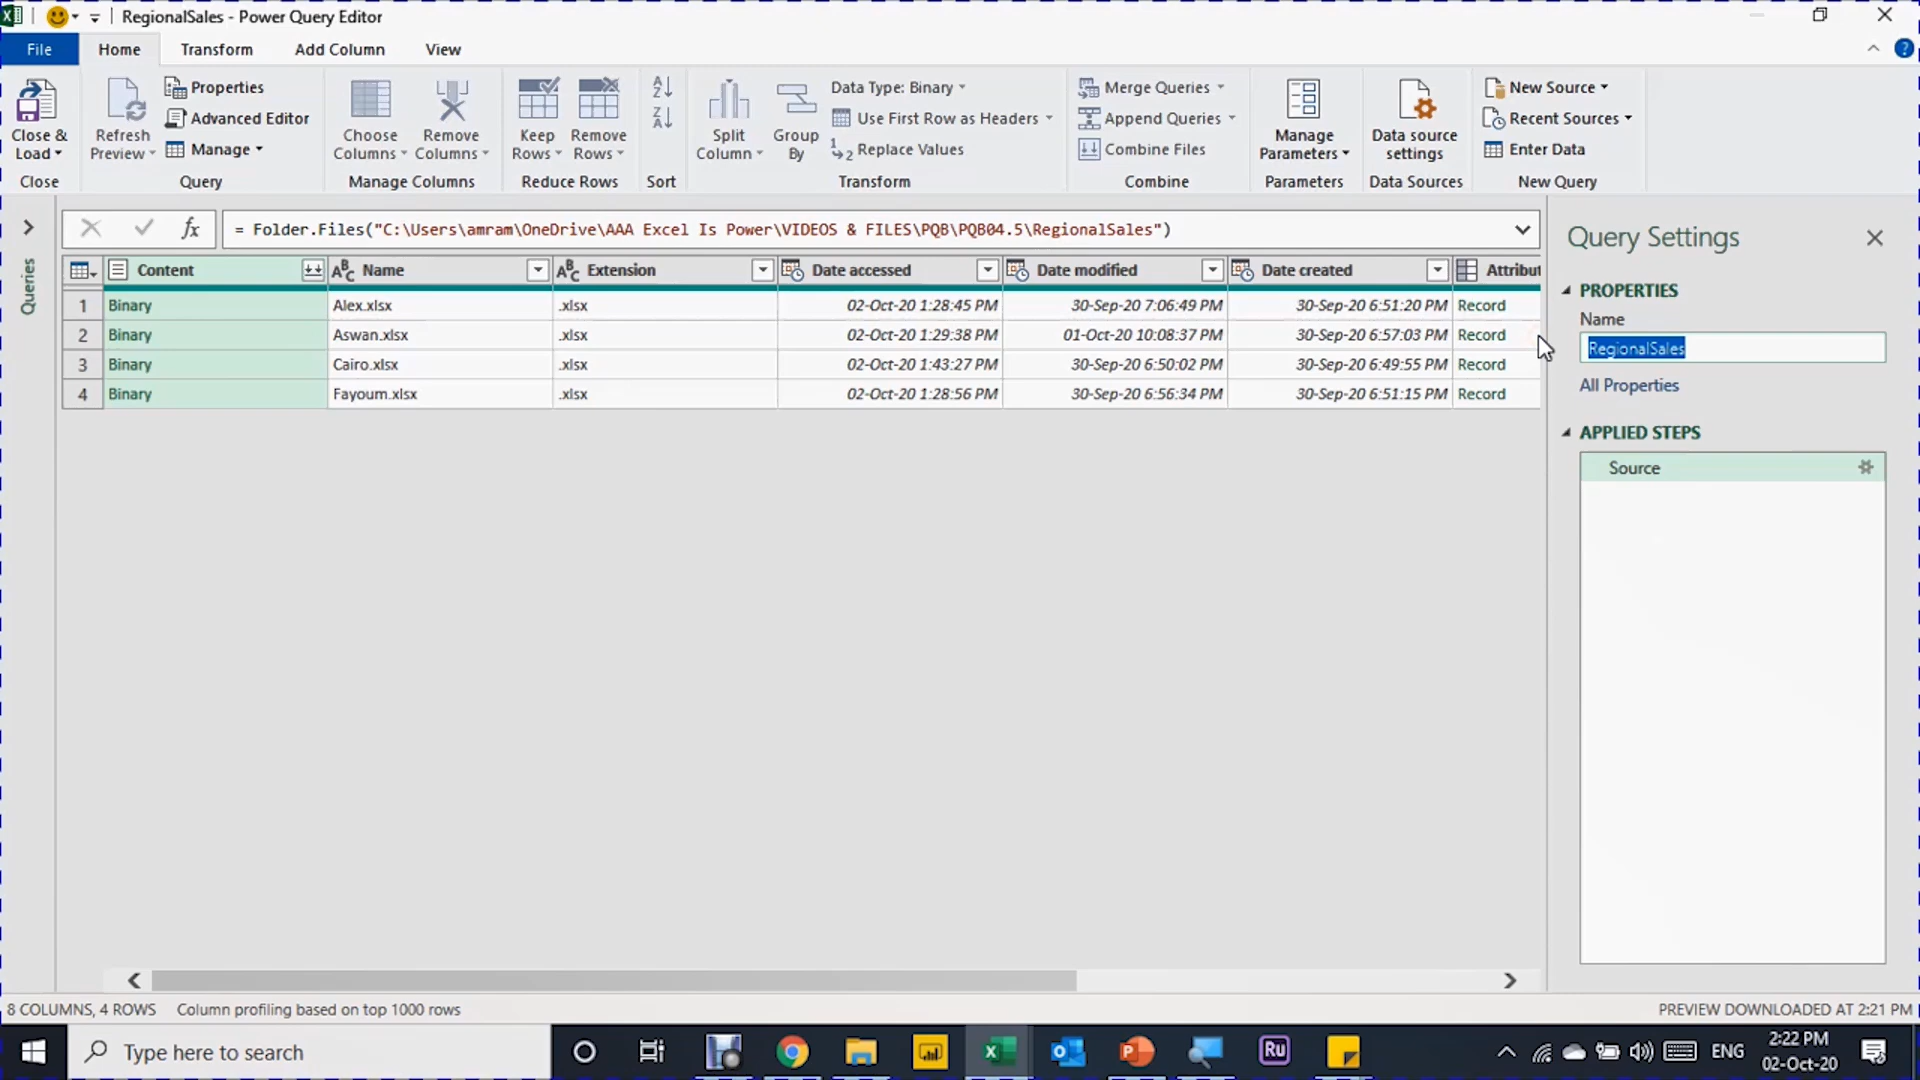 RegionalSales - Power Query Editor
File Home Transform Add Column View
Close & Load
Close
Refresh Preview
Properties
Advanced Editor
Manage
Query
Choose Columns
Remove Columns
Manage Columns
Keep Rows
Remove Rows
Reduce Rows
Sort
Split Column
Group By
Data Type: Binary
Use First Row as Headers
Replace Values
Transform
Merge Queries
Append Queries
Combine Files
Combine
Manage Parameters
Parameters
Data source settings
Data Sources
New Source
Recent Sources
Enter Data
New Query
= Folder.Files("C:\Users\amram\OneDrive\AAA Excel Is Power\VIDEOS & FILES\PQB\PQB04.5\RegionalSales")
Queries
Content Name Extension Date accessed Date modified Date created Attribut
1 Binary Alex.xlsx .xlsx 02-Oct-20 1:28:45 PM 30-Sep-20 7:06:49 PM 30-Sep-20 6:51:20 PM Record
2 Binary Aswan.xlsx .xlsx 02-Oct-20 1:29:38 PM 01-Oct-20 10:08:37 PM 30-Sep-20 6:57:03 PM Record
3 Binary Cairo.xlsx .xlsx 02-Oct-20 1:43:27 PM 30-Sep-20 6:50:02 PM 30-Sep-20 6:49:55 PM Record
4 Binary Fayoum.xlsx .xlsx 02-Oct-20 1:28:56 PM 30-Sep-20 6:56:34 PM 30-Sep-20 6:51:15 PM Record
Query Settings
PROPERTIES
Name
RegionalSales
All Properties
APPLIED STEPS
Source
8 COLUMNS, 4 ROWS Column profiling based on top 1000 rows
PREVIEW DOWNLOADED AT 2:21 PM
Type here to search
Ru
ENG
2:22 PM
02-Oct-20